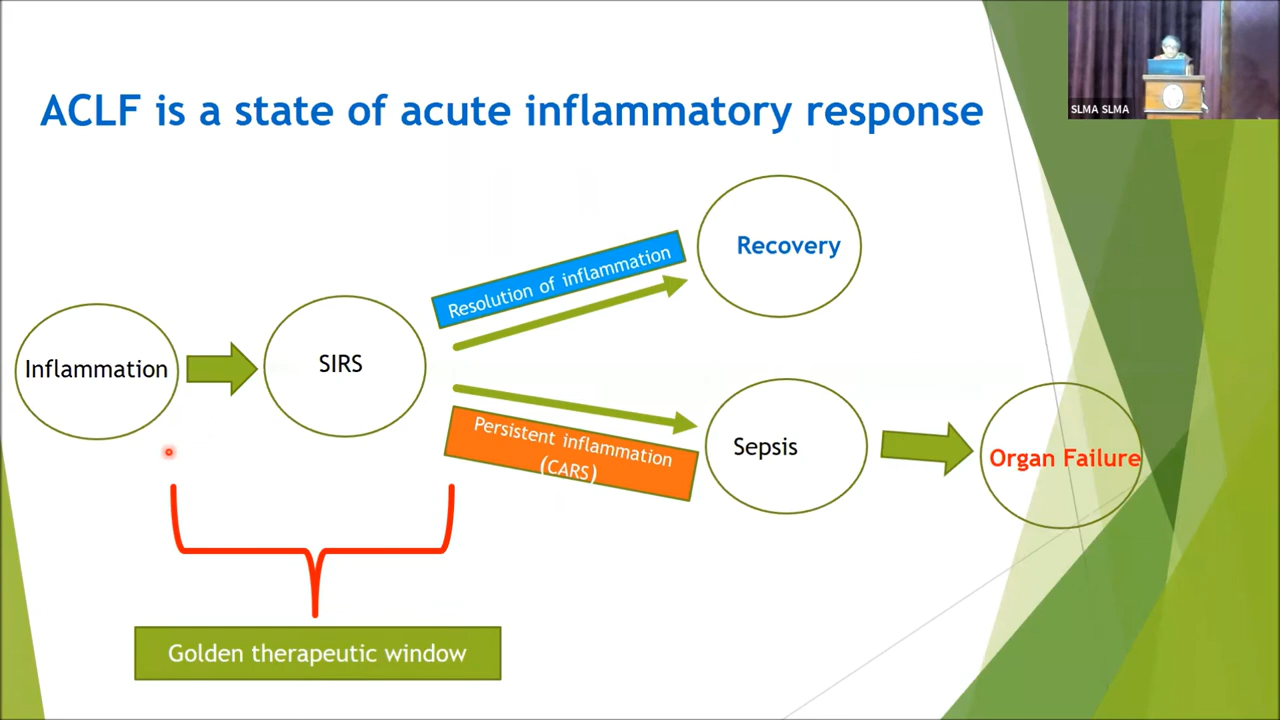 ACLF is a state of acute inflammatory response
SLMA SLMA
Recovery
Resolution of inflammation
Inflammation
SIRS
Persistent inflammation
(CARS)
Sepsis
Organ Failure
Golden therapeutic window